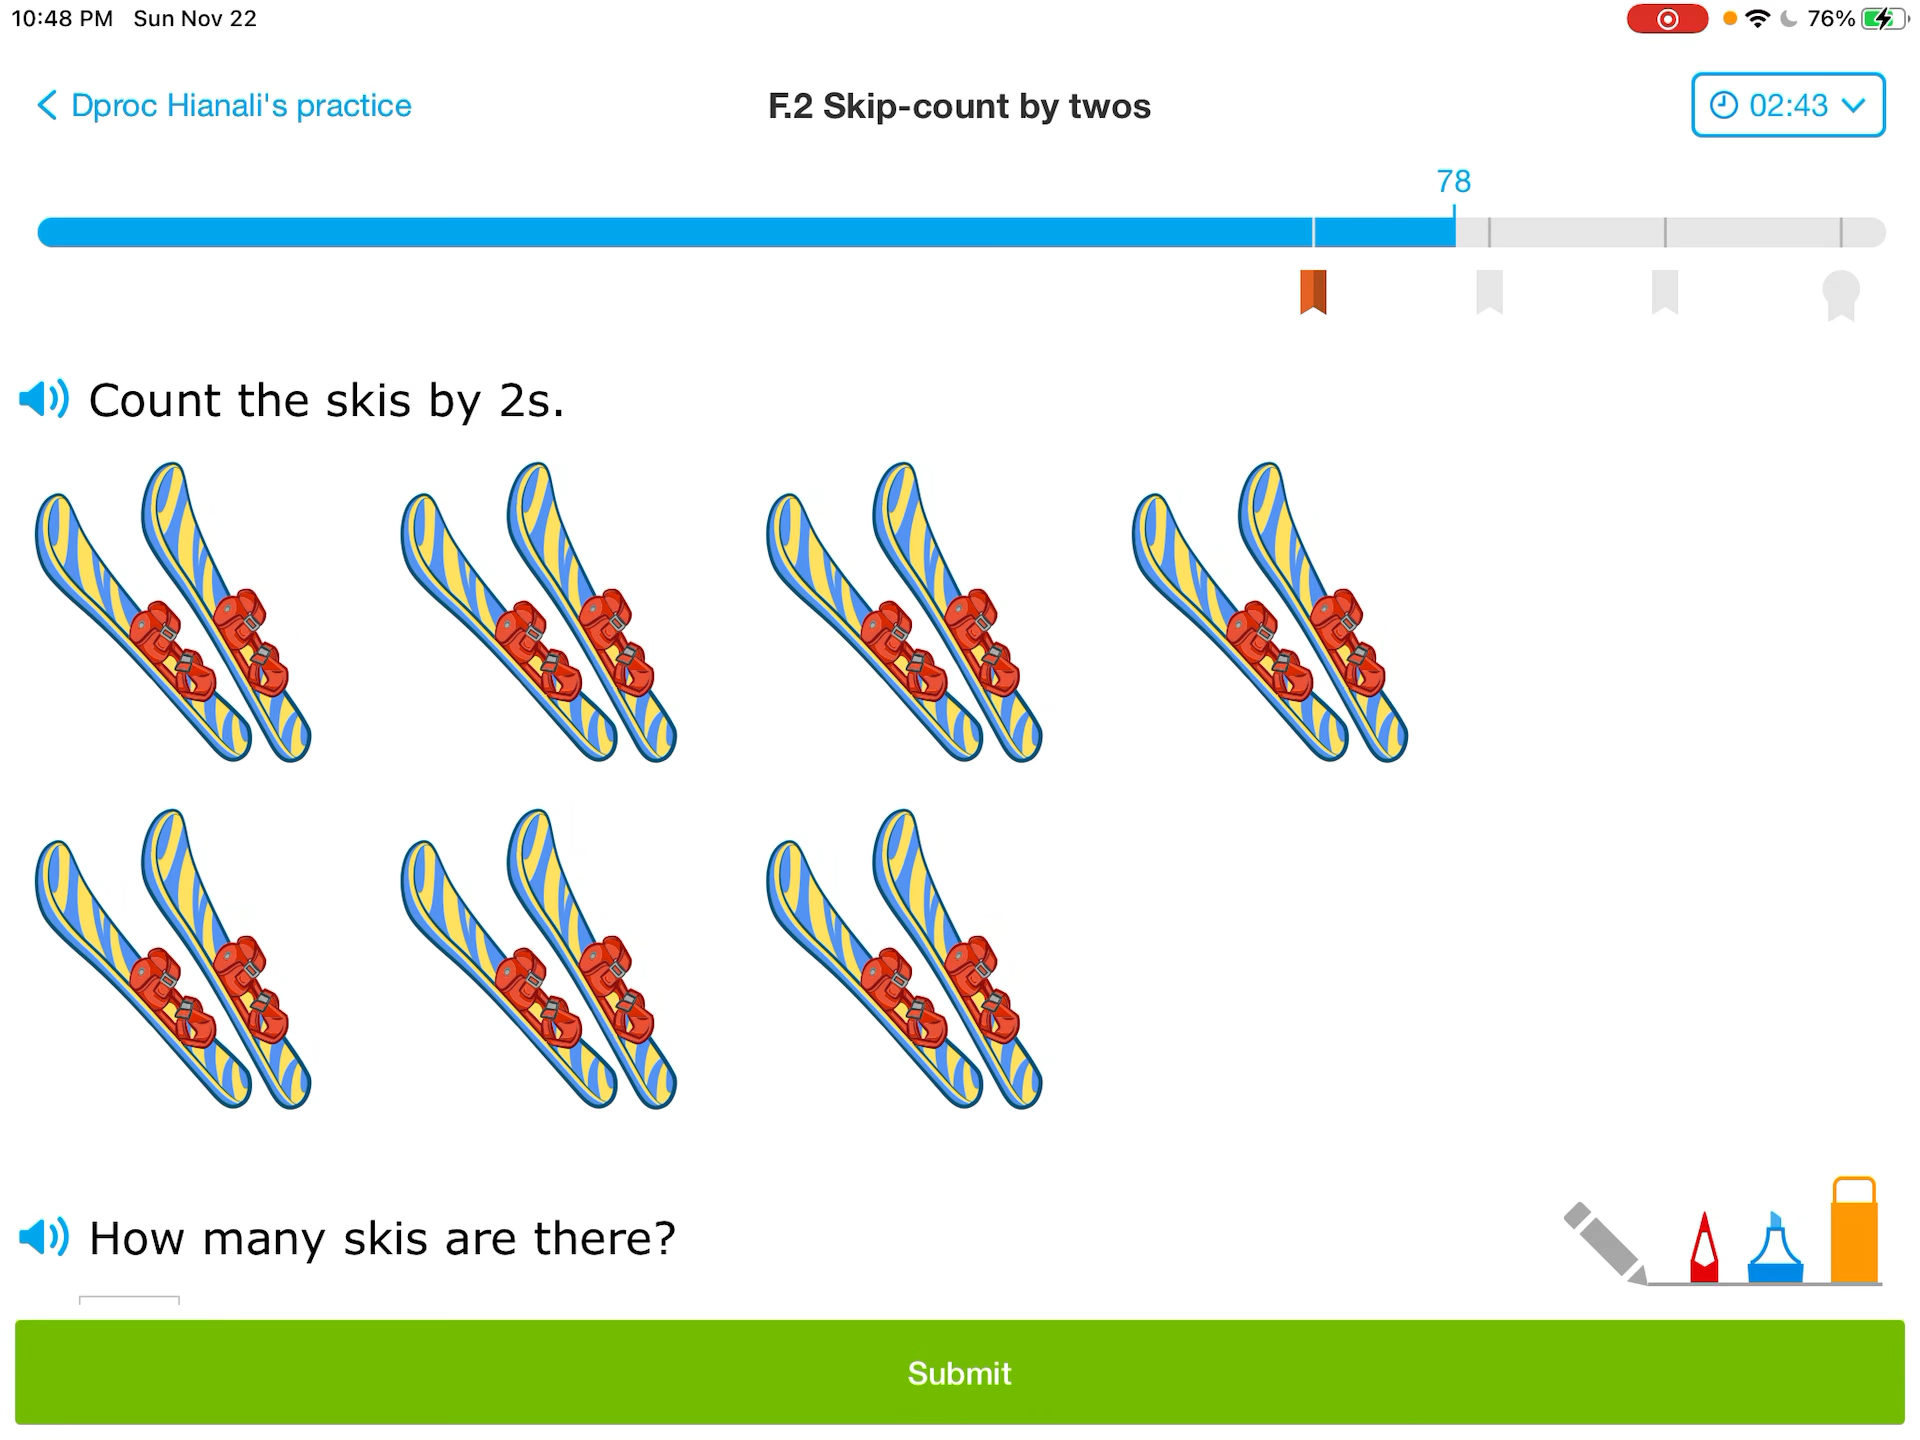 10:48 PM Sun Nov 22
76%
Dproc Hianali's practice
F.2 Skip-count by twos
02:43
78
Count the skis by 2s.
How many skis are there?
Submit